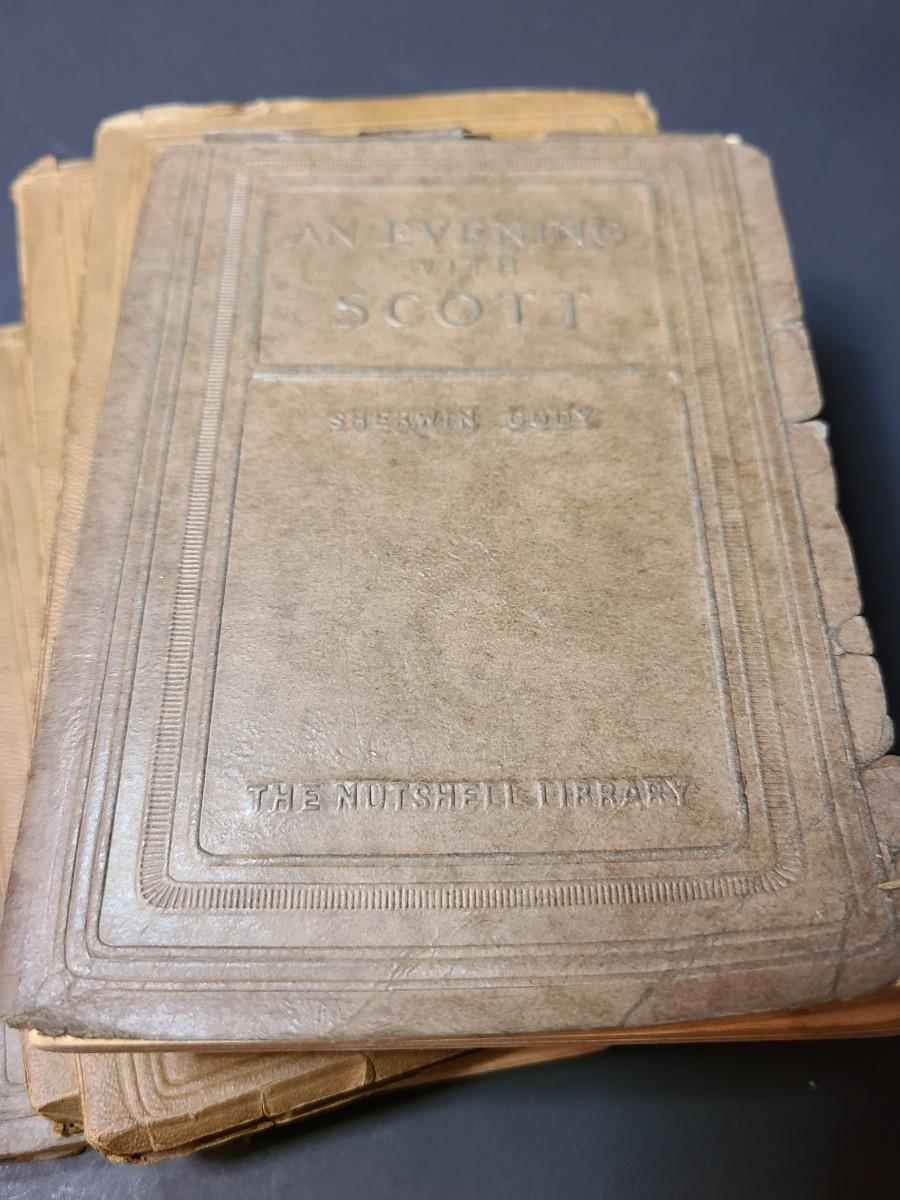 AN EVENING
WITH
SCOTT
SHERWIN CODY
THE NUTSHELL LIBRARY